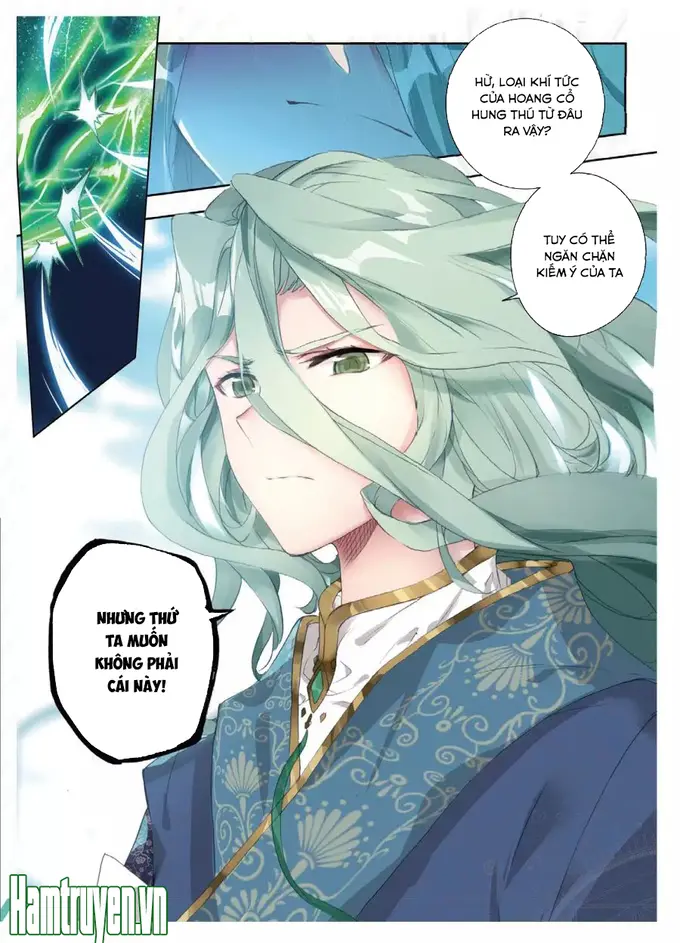 HỪ, LOẠI KHÍ TỨC
CỦA HOANG CỔ
HUNG THÚ TỪ ĐÂU
RA VẬY?
TUY CÓ THỂ
NGĂN CHẶN
KIẾM Ý CỦA TA
NHƯNG THỨ
TA MUỐN
KHÔNG PHẢI
CÁI NÀY!
Hamtruyen.vn